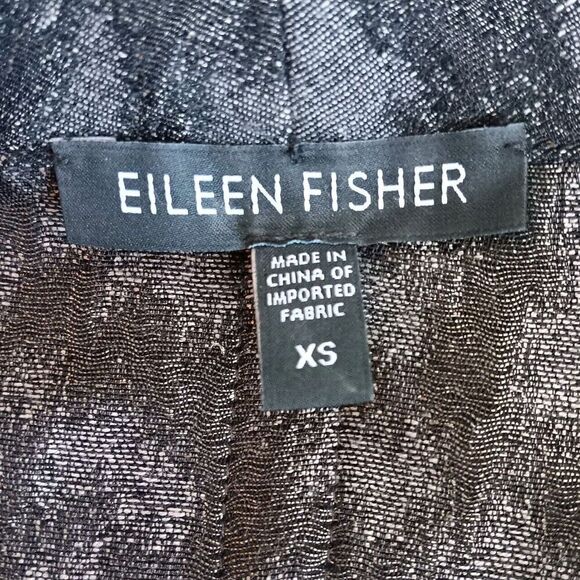 EILEEN FISHER
MADE IN
CHINA OF
IMPORTED
FABRIC
XS